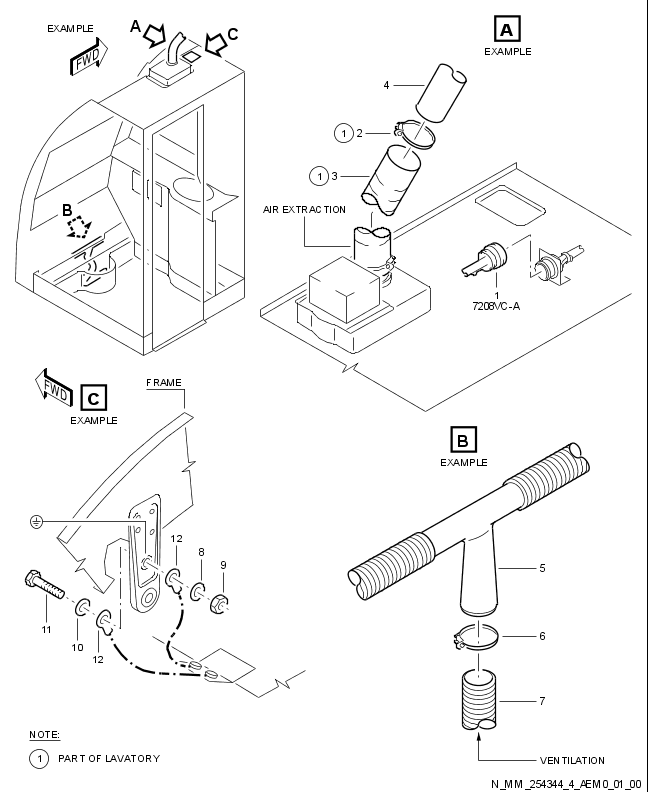 EXAMPLE
A
C
FWD
B
A
EXAMPLE
4
1 2
1 3
AIR EXTRACTION
1
7208VC-A
FWD
C
EXAMPLE
FRAME
12
8
9
11
10
12
B
EXAMPLE
5
6
7
VENTILATION
NOTE:
1 PART OF LAVATORY
N_MM_254344_4_AEM0_01_00